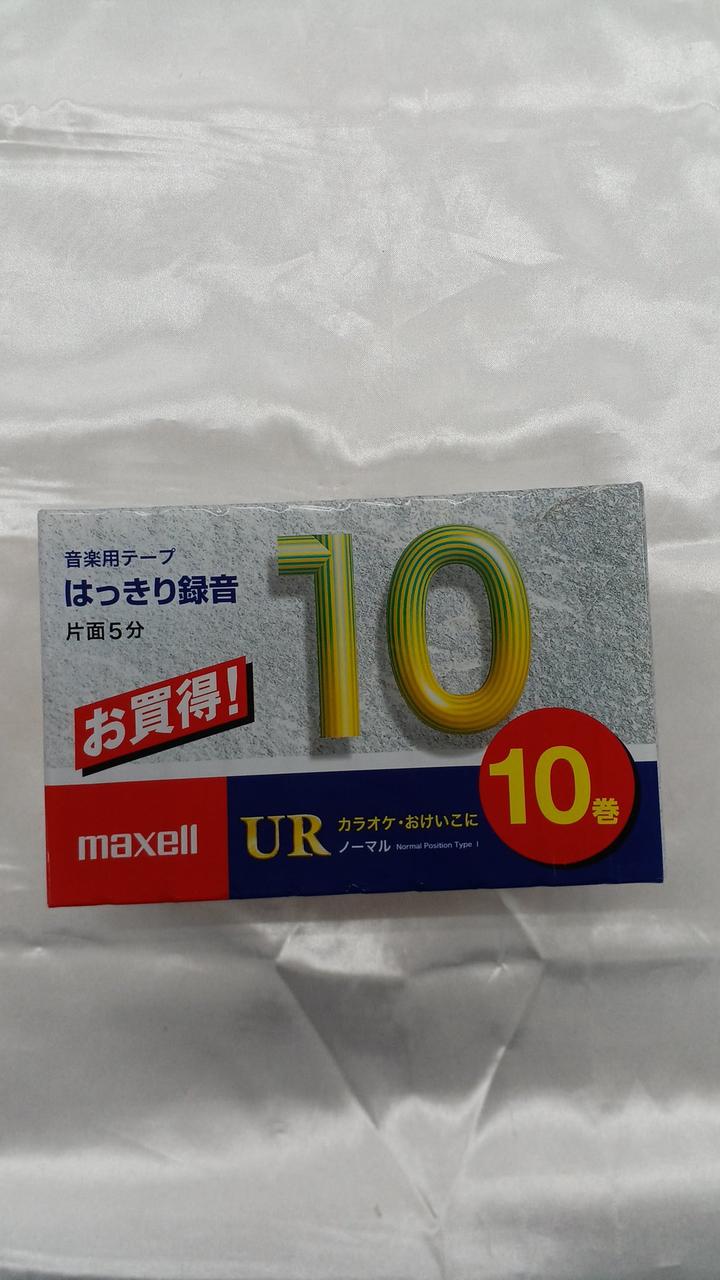 音楽用テープ
はっきり録音
片面5分
10
お買得!
10巻
maxell
UR
カラオケ・おけいこに
ノーマル Normal Position Type I